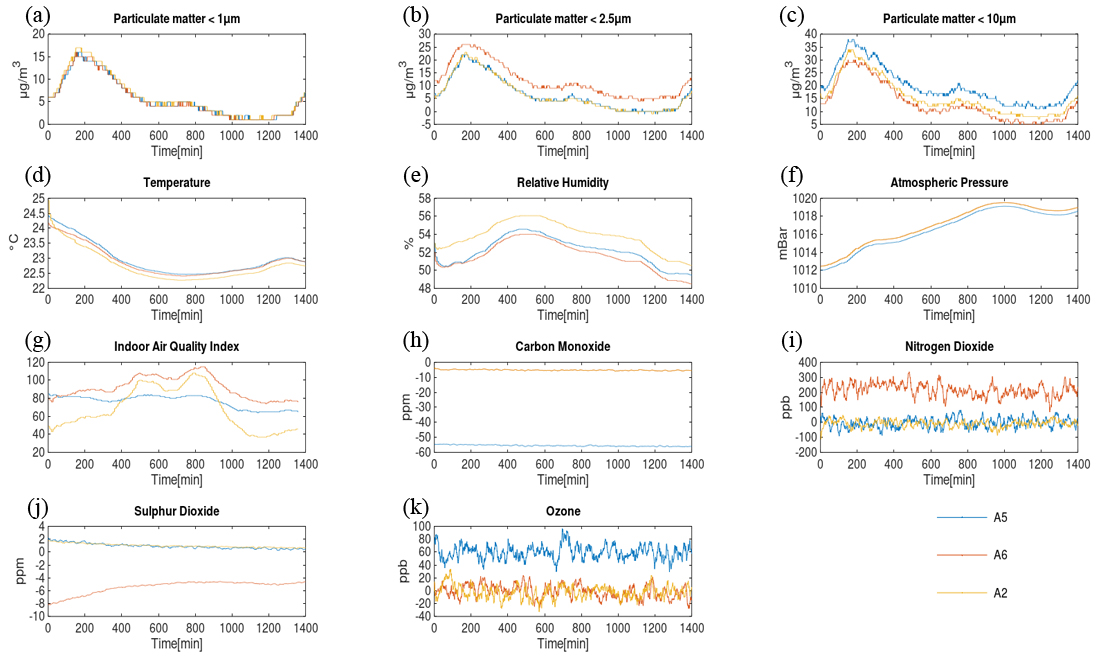 (a)
Particulate matter < 1µm
µg/m3
20
15
10
5
0
0 200 400 600 800 1000 1200 1400
Time[min]
(b)
Particulate matter < 2.5µm
µg/m3
30
25
20
15
10
5
0
-5
0 200 400 600 800 1000 1200 1400
Time[min]
(c)
Particulate matter < 10µm
µg/m3
40
35
30
25
20
15
10
5
0 200 400 600 800 1000 1200 1400
Time[min]
(d)
Temperature
°C
25
24.5
24
23.5
23
22.5
22
0 200 400 600 800 1000 1200 1400
Time[min]
(e)
Relative Humidity
%
58
56
54
52
50
48
0 200 400 600 800 1000 1200 1400
Time[min]
(f)
Atmospheric Pressure
mBar
1020
1018
1016
1014
1012
1010
0 200 400 600 800 1000 1200 1400
Time[min]
(g)
Indoor Air Quality Index
120
100
80
60
40
20
0 200 400 600 800 1000 1200 1400
Time[min]
(h)
Carbon Monoxide
ppm
0
-10
-20
-30
-40
-50
-60
0 200 400 600 800 1000 1200 1400
Time[min]
(i)
Nitrogen Dioxide
ppb
400
300
200
100
0
-100
-200
0 200 400 600 800 1000 1200 1400
Time[min]
(j)
Sulphur Dioxide
ppm
4
2
0
-2
-4
-6
-8
-10
0 200 400 600 800 1000 1200 1400
Time[min]
(k)
Ozone
ppb
100
80
60
40
20
0
-20
-40
0 200 400 600 800 1000 1200 1400
Time[min]
A5
A6
A2